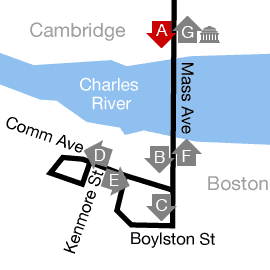 Cambridge
A
G
Charles
River
Mass Ave
Comm Ave
D
B
F
E
Kenmore St
C
Boston
Boylston St